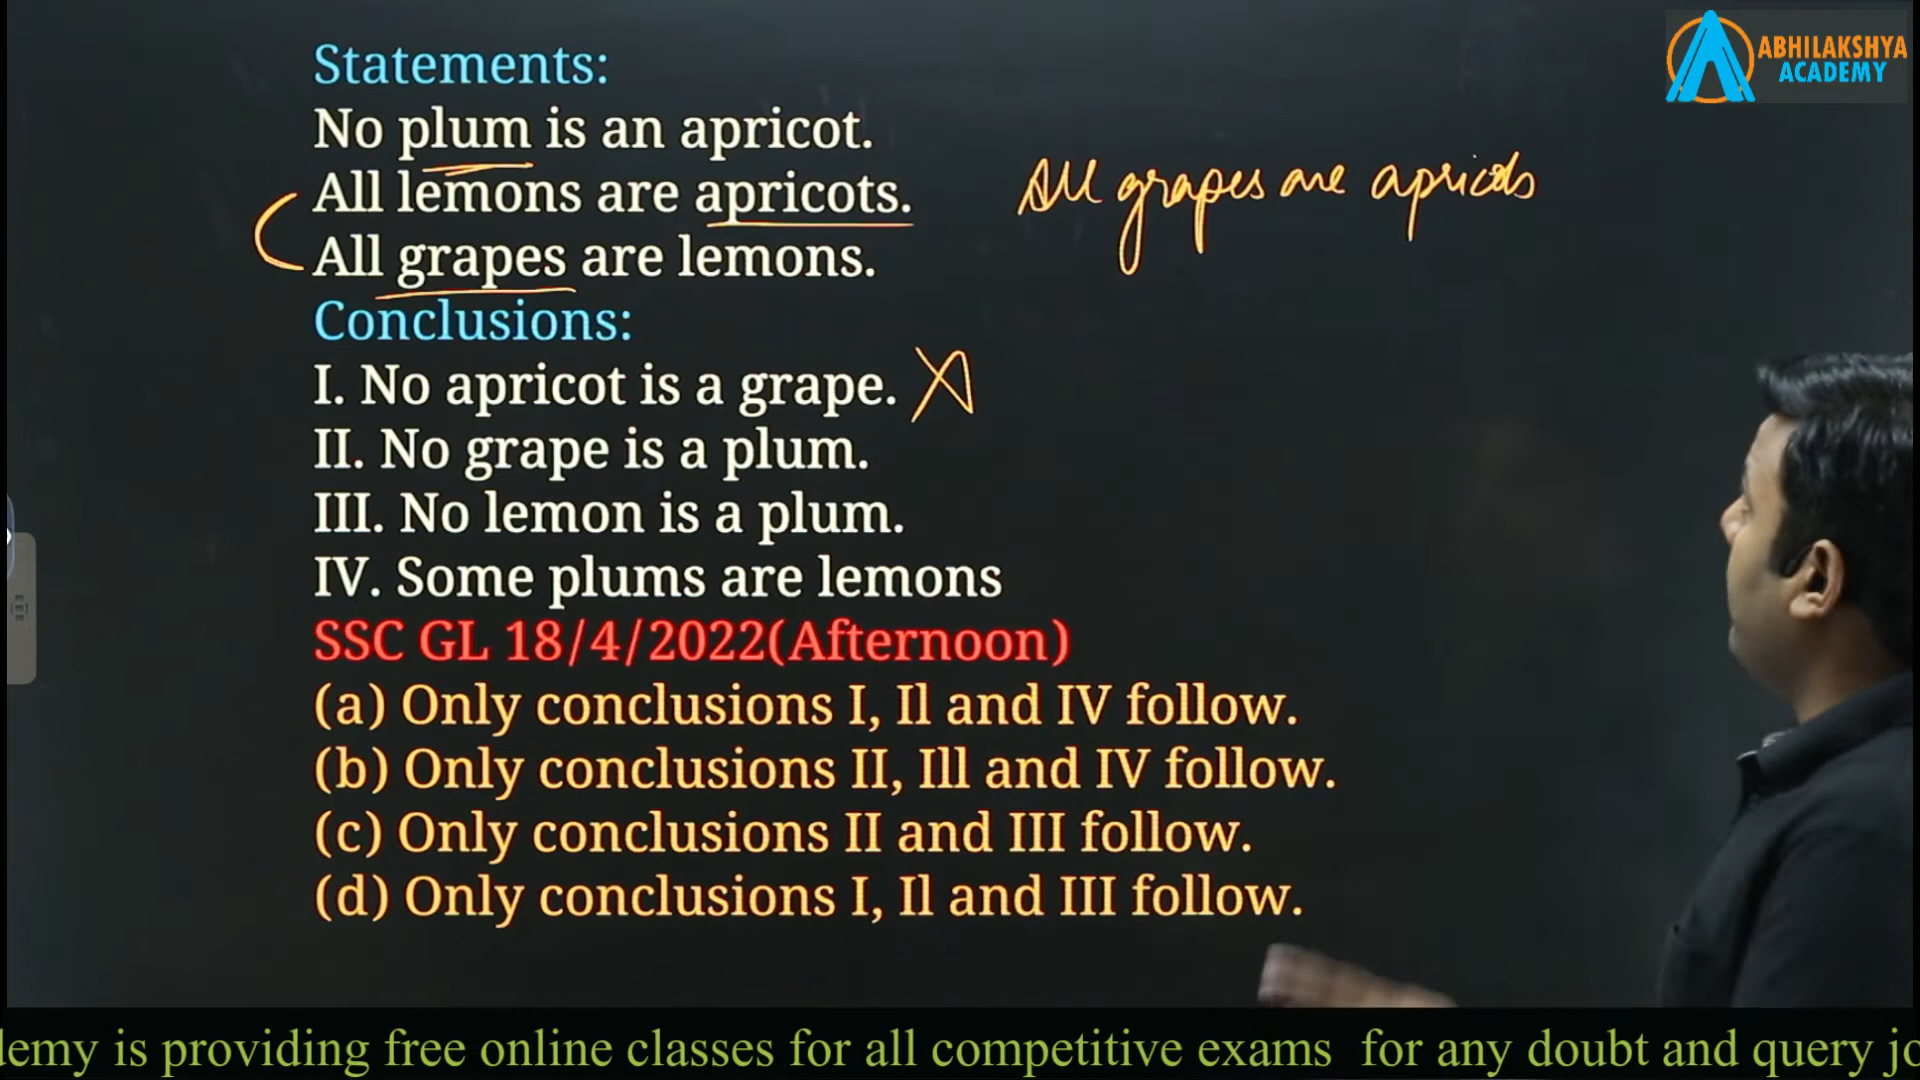 ABHILAKSHYA
ACADEMY
Statements:
No plum is an apricot.
All lemons are apricots.
All grapes are apricots
All grapes are lemons.
Conclusions:
I. No apricot is a grape. X
II. No grape is a plum.
III. No lemon is a plum.
IV. Some plums are lemons
SSC GL 18/4/2022(Afternoon)
(a) Only conclusions I, Il and IV follow.
(b) Only conclusions II, Ill and IV follow.
(c) Only conclusions II and III follow.
(d) Only conclusions I, Il and III follow.
demy is providing free online classes for all competitive exams for any doubt and query jo